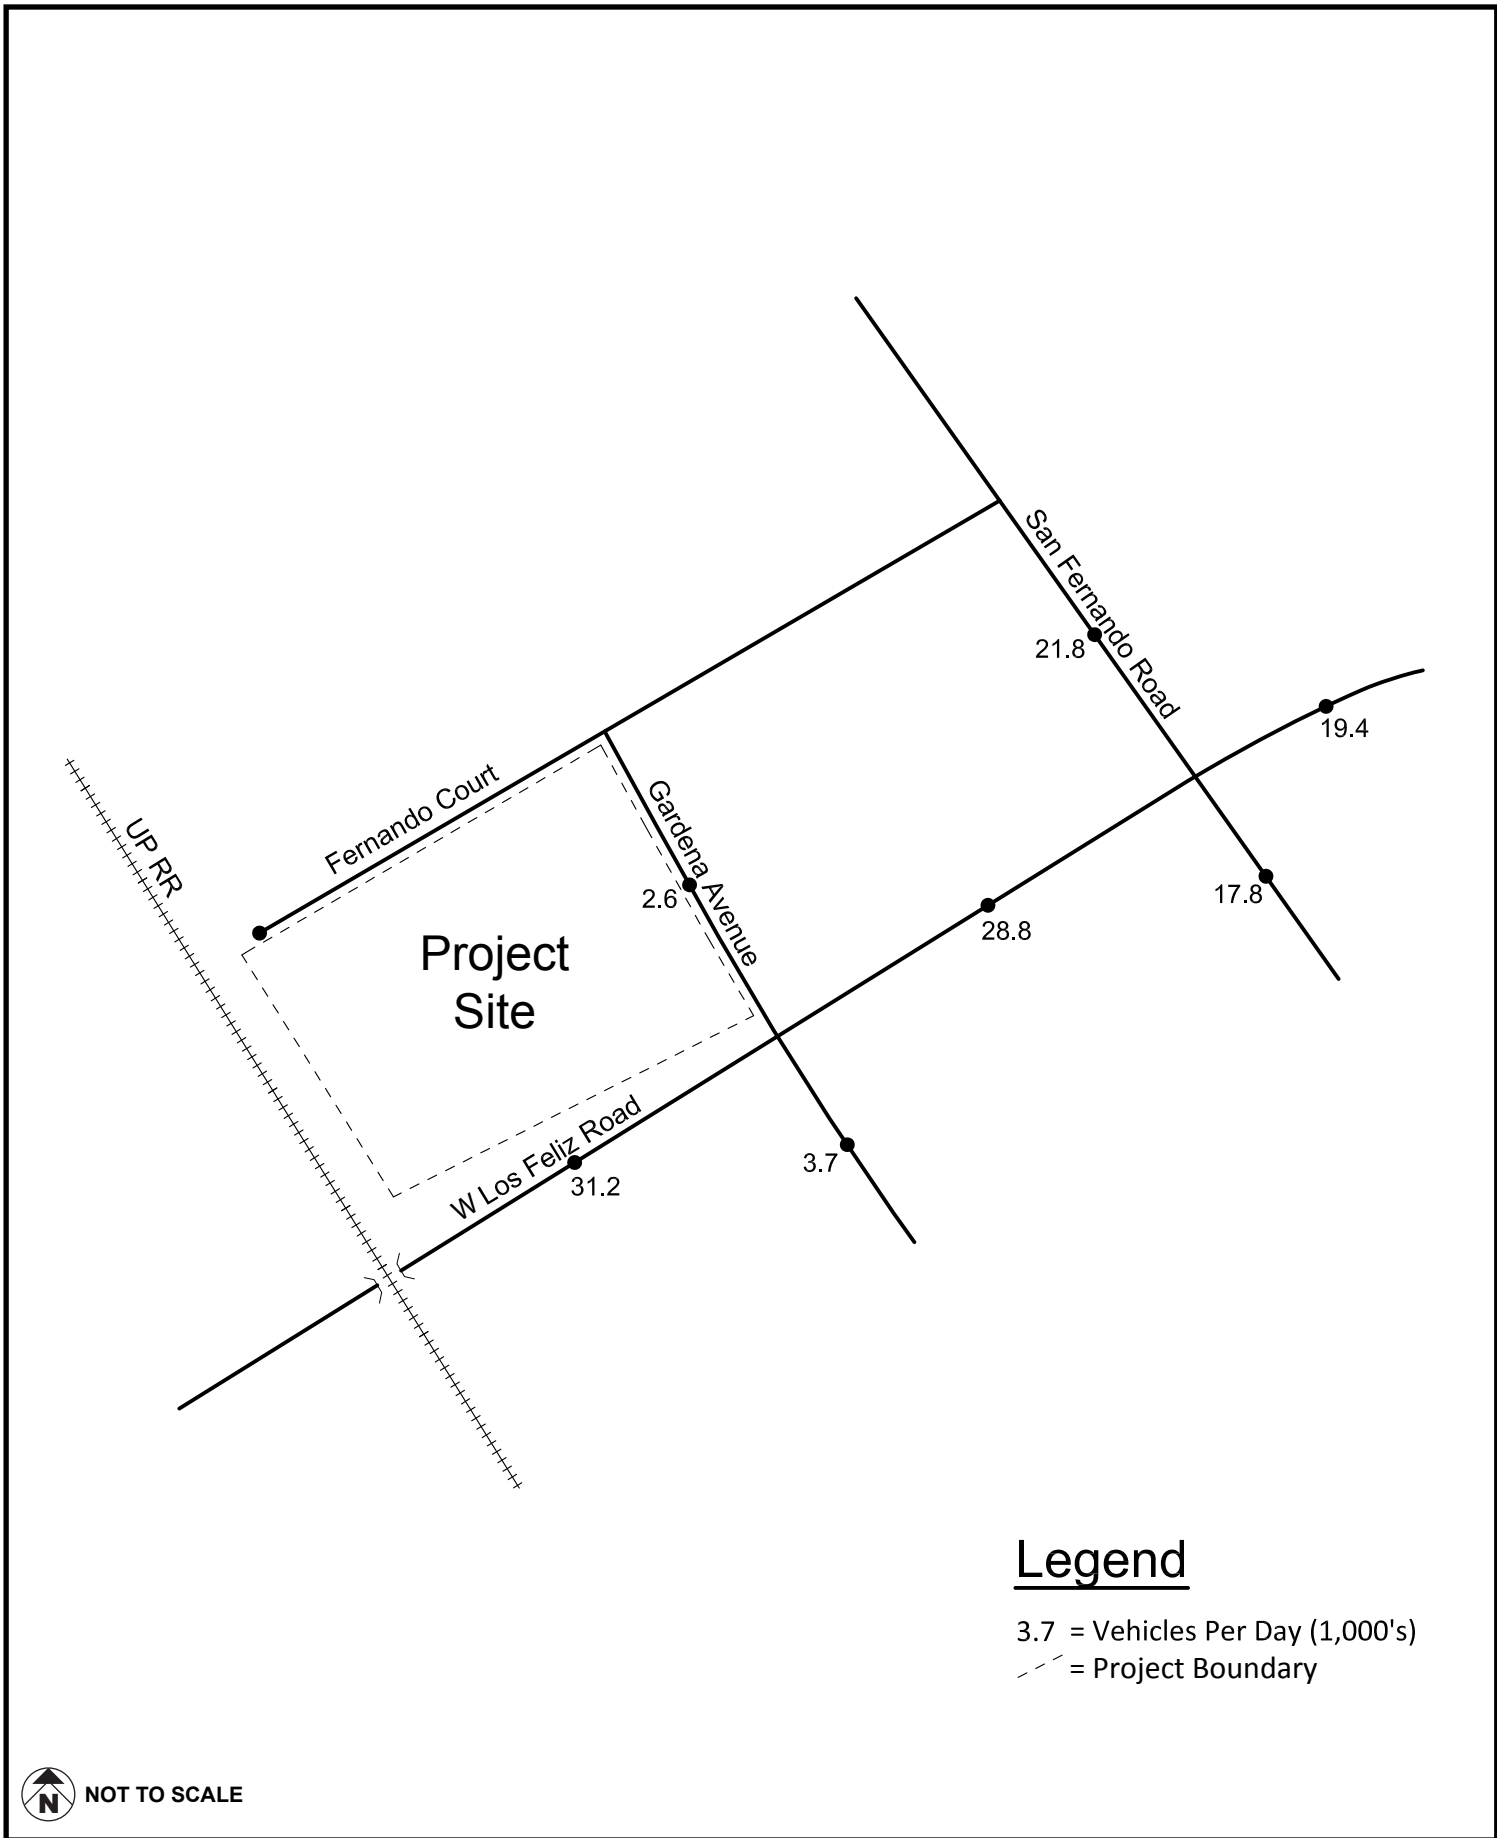 San Fernando Road
21.8
19.4
Fernando Court
Gardena Avenue
UP RR
2.6
17.8
28.8
Project
Site
W Los Feliz Road
3.7
31.2
Legend
3.7 = Vehicles Per Day (1,000's)
= Project Boundary
N NOT TO SCALE